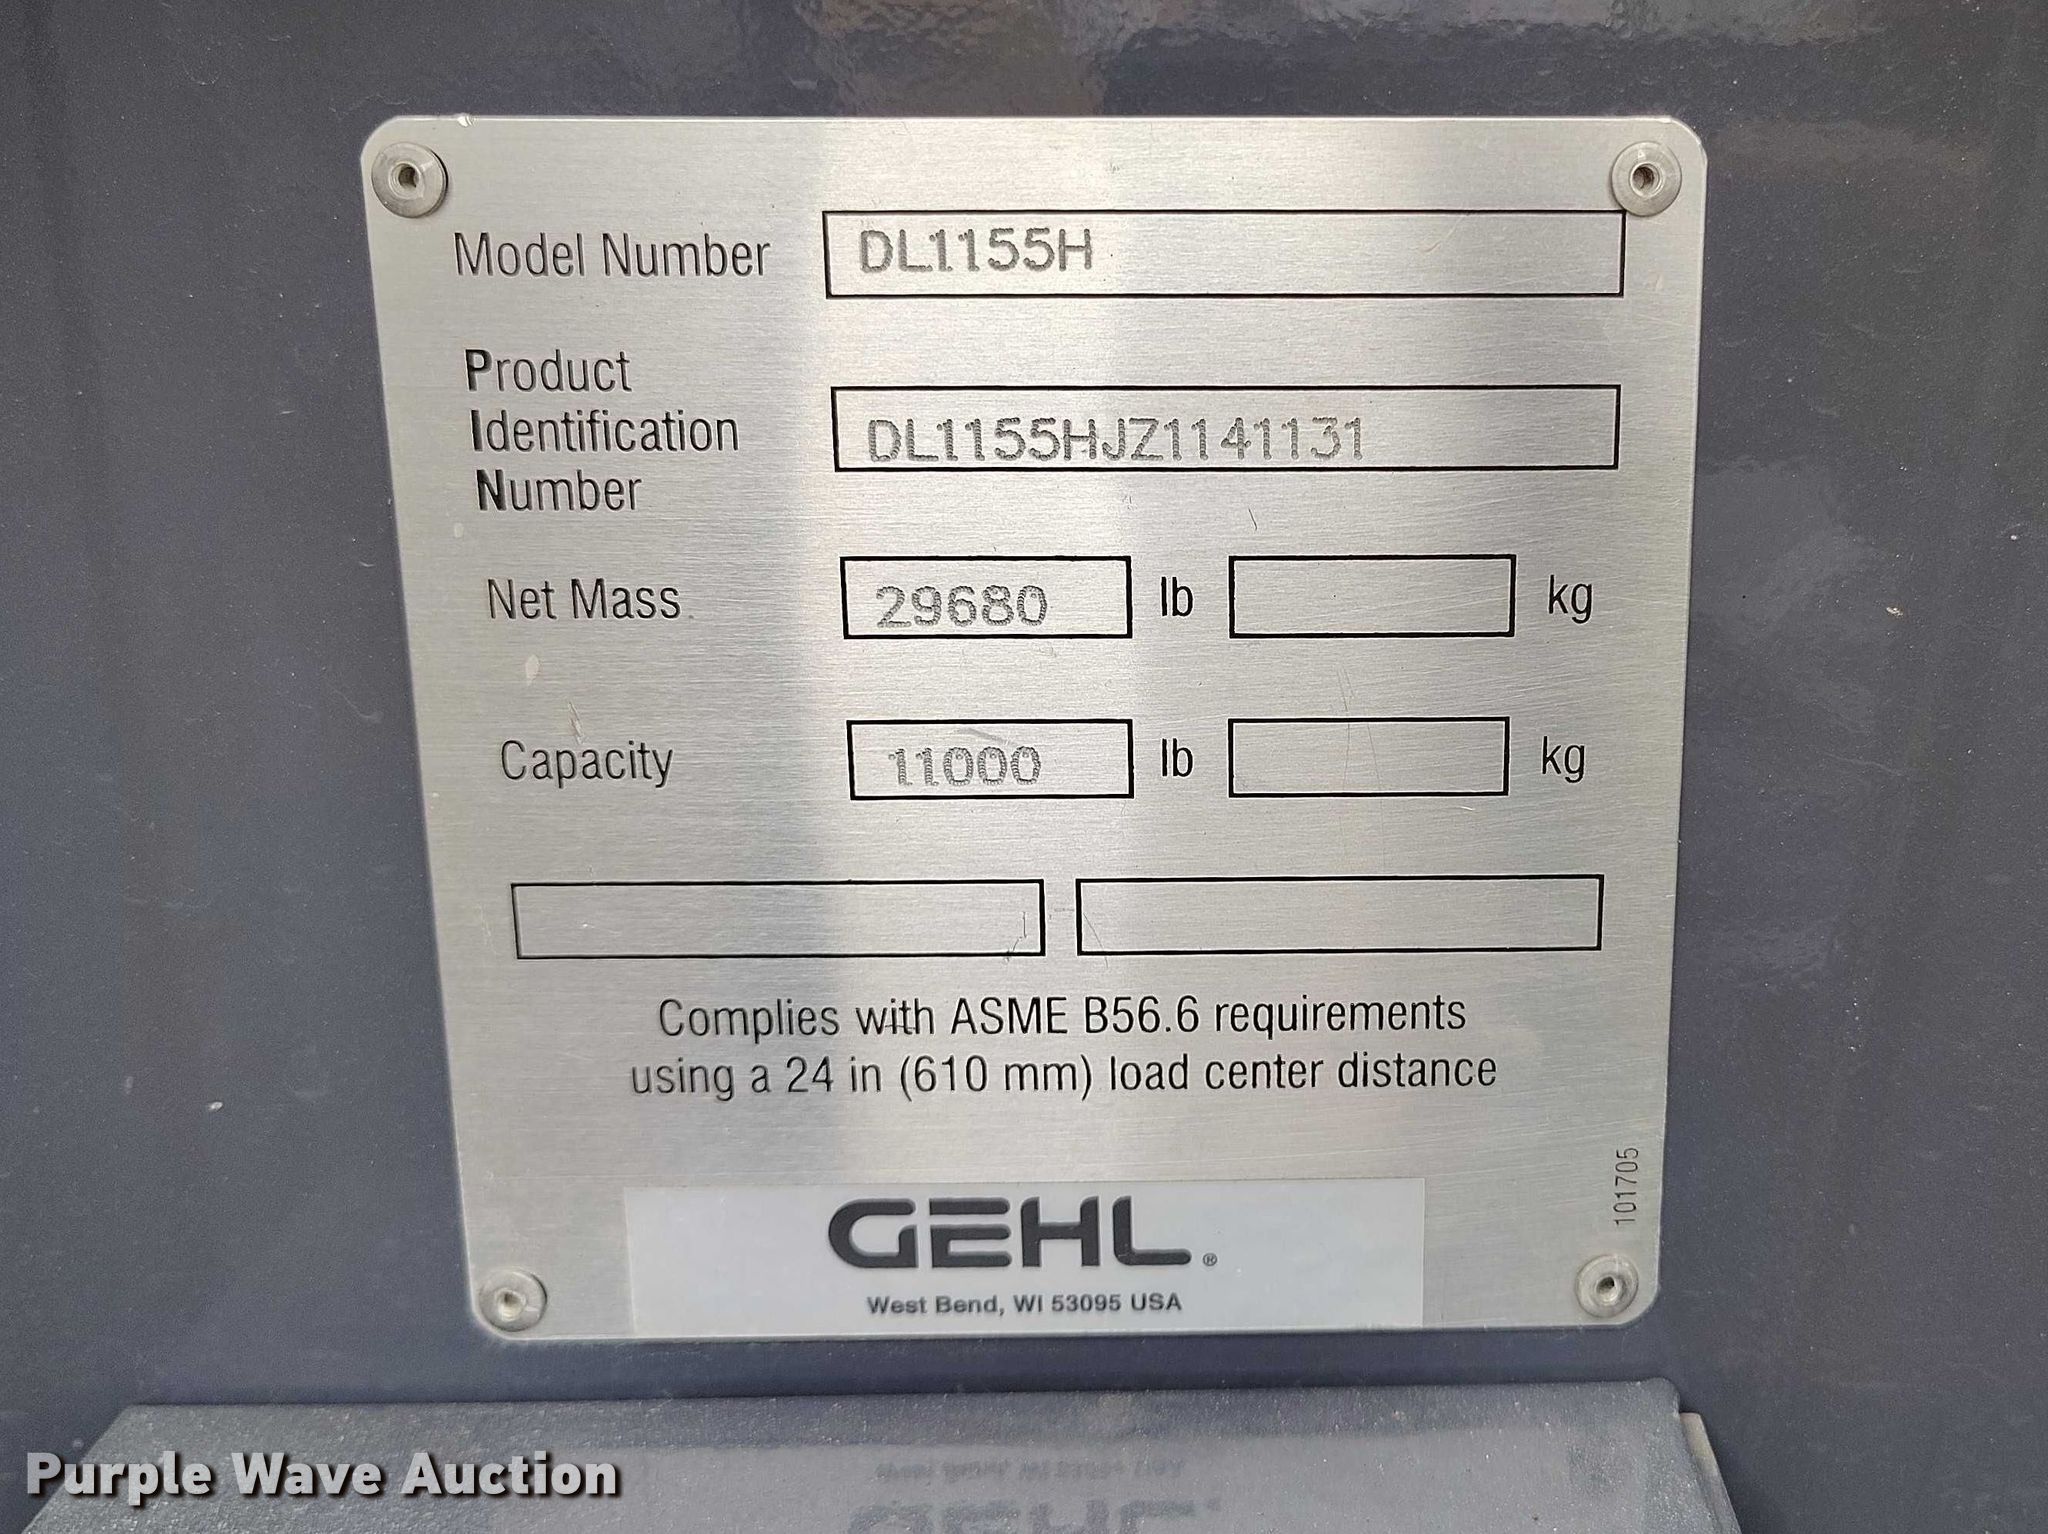 Model Number DL1155H
Product
Identification DL1155HJZ1141131
Number
Net Mass 29680 lb kg
Capacity 11000 lb kg
Complies with ASME B56.6 requirements
using a 24 in (610 mm) load center distance
101705
GEHL®
West Bend, WI 53095 USA
Purple Wave Auction